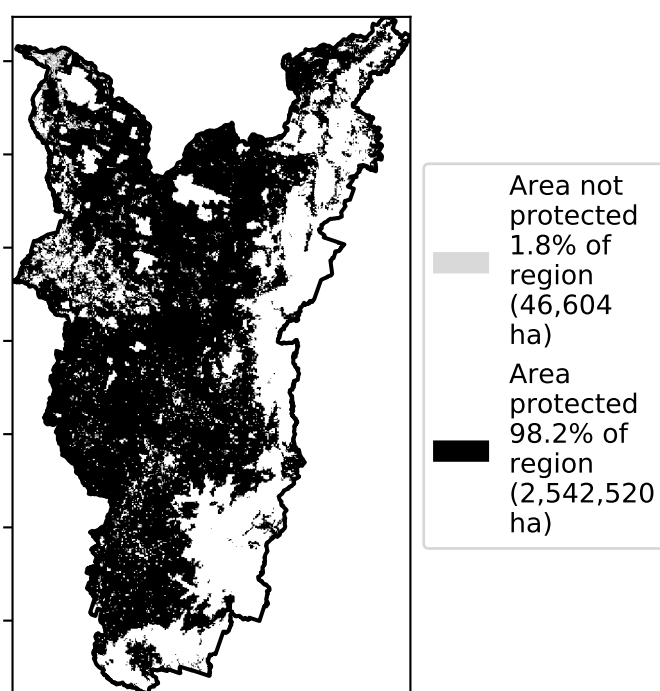 Area not
protected
1.8% of
region
(46,604
ha)
Area
protected
98.2% of
region
(2,542,520
ha)